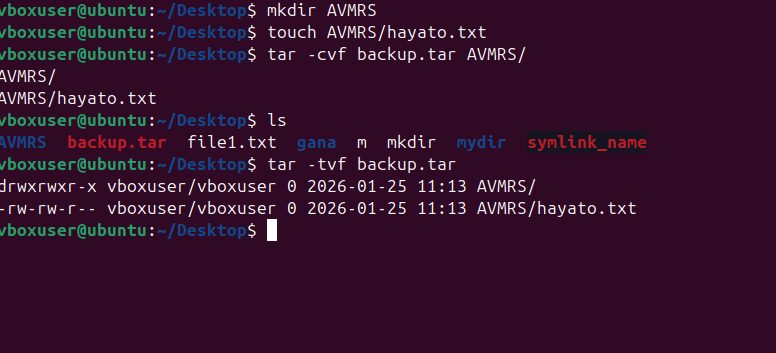 vboxuser@ubuntu:~/Desktop$ mkdir AVMRS
vboxuser@ubuntu:~/Desktop$ touch AVMRS/hayato.txt
vboxuser@ubuntu:~/Desktop$ tar -cvf backup.tar AVMRS/
AVMRS/
AVMRS/hayato.txt
vboxuser@ubuntu:~/Desktop$ ls
AVMRS  backup.tar  file1.txt  gana  m  mkdir  mydir  symlink_name
vboxuser@ubuntu:~/Desktop$ tar -tvf backup.tar
drwxrwxr-x vboxuser/vboxuser 0 2026-01-25 11:13 AVMRS/
-rw-rw-r-- vboxuser/vboxuser 0 2026-01-25 11:13 AVMRS/hayato.txt
vboxuser@ubuntu:~/Desktop$